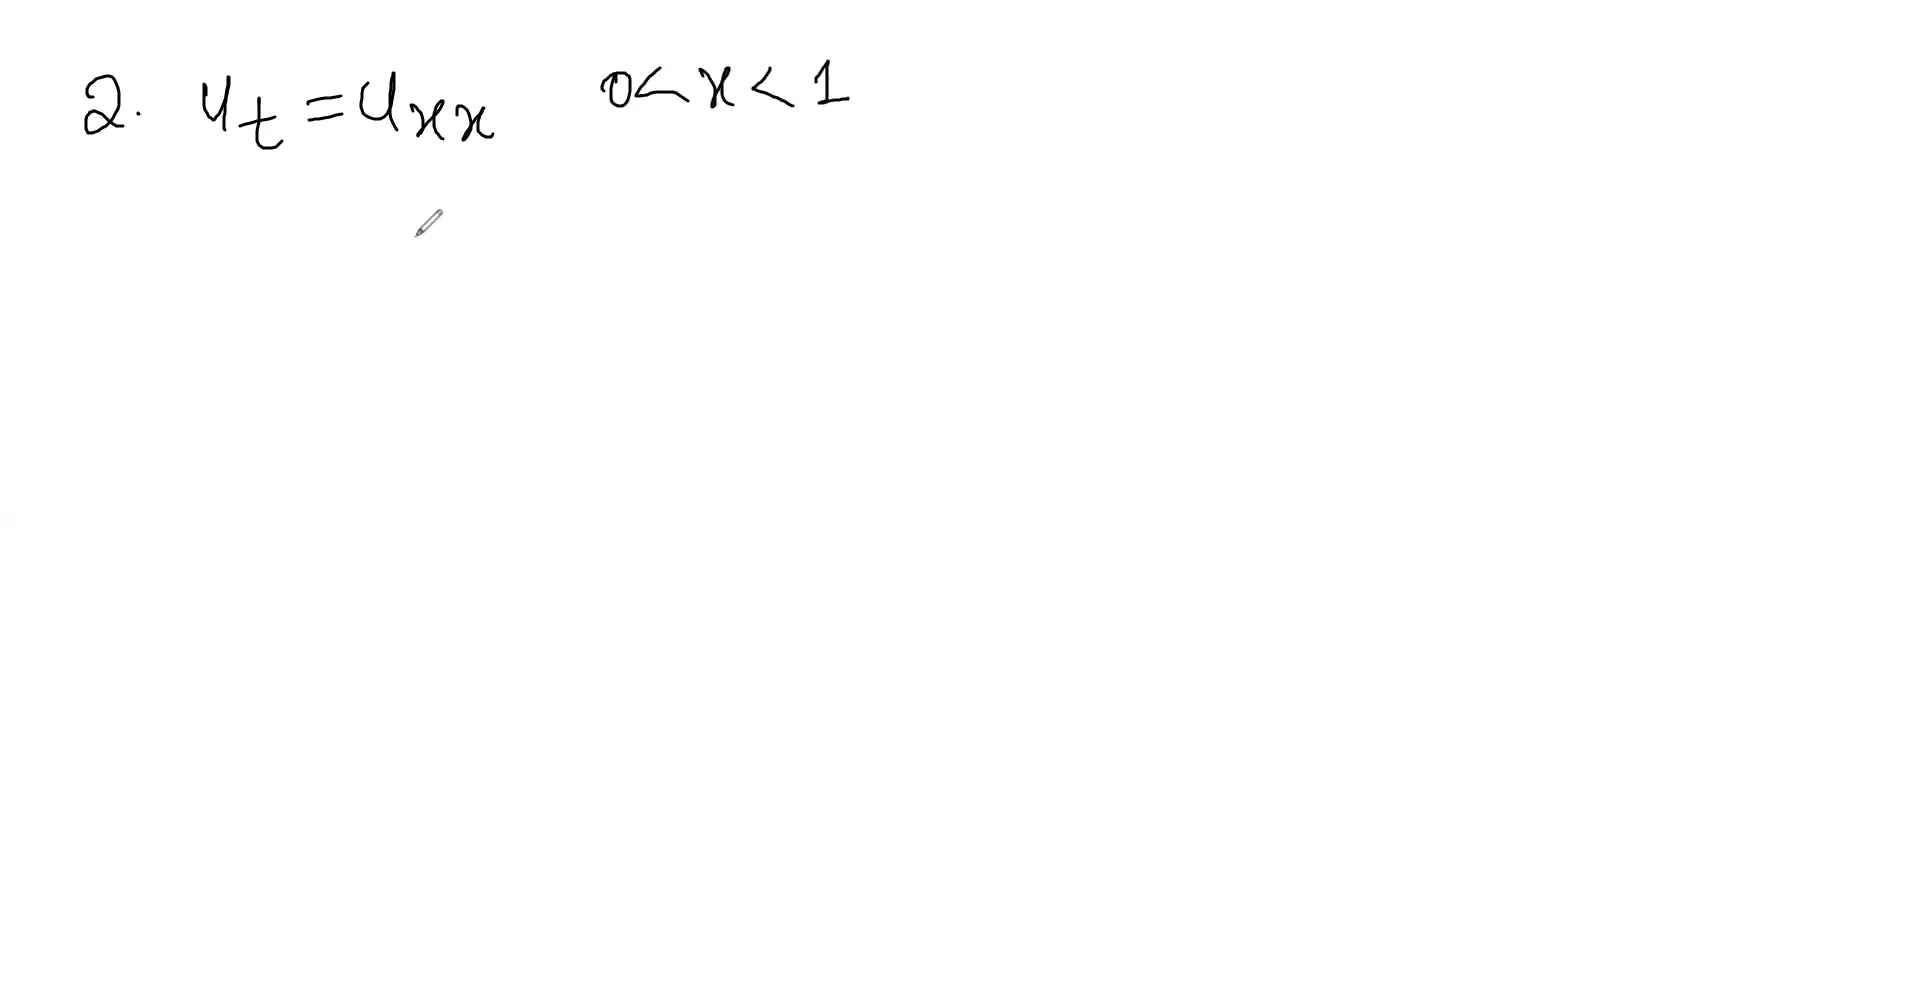 2. u_t = u_xx 0 < x < 1